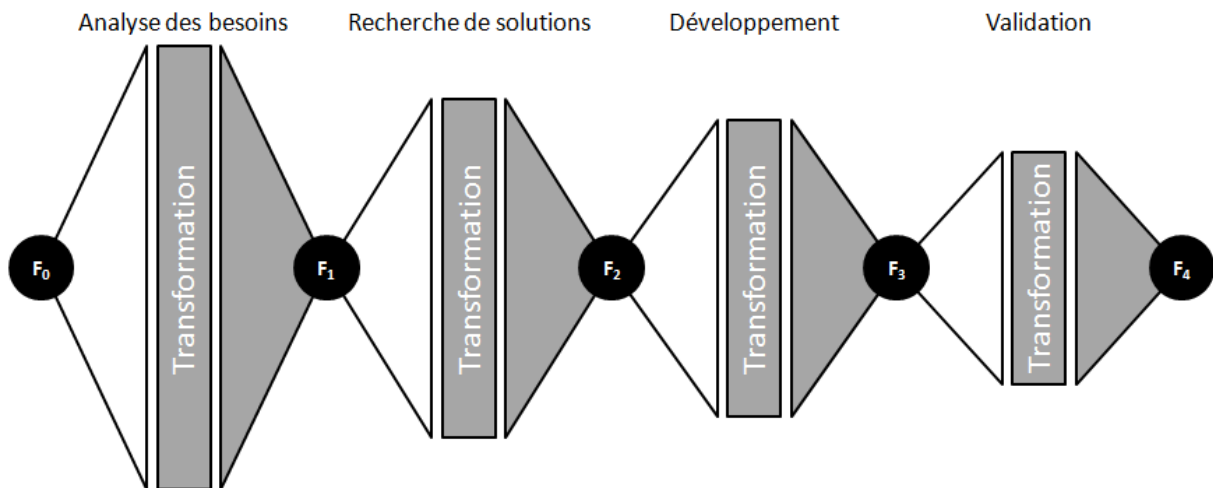 Analyse des besoins
Recherche de solutions
Développement
Validation
F₀
Transformation
F₁
Transformation
F₂
Transformation
F₃
Transformation
F₄